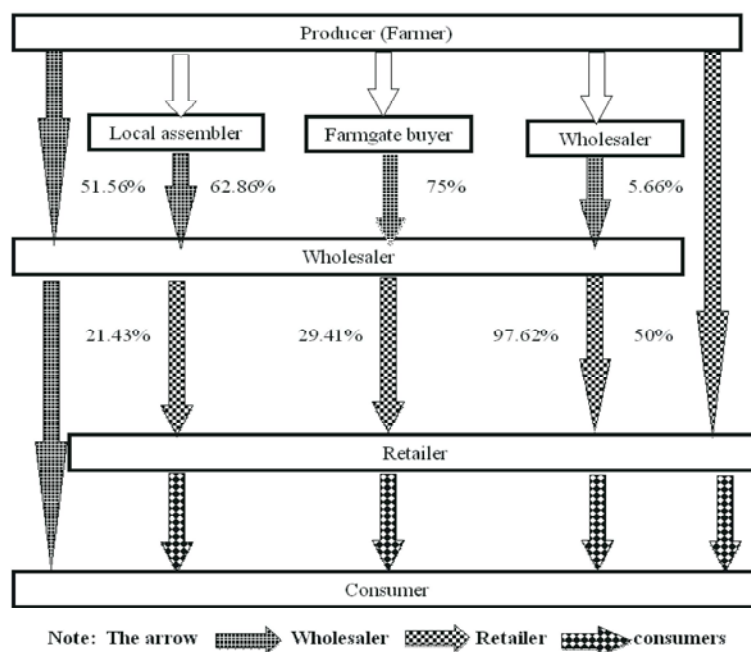 Producer (Farmer)
Local assembler
Farmgate buyer
Wholesaler
51.56%
62.86%
75%
5.66%
Wholesaler
21.43%
29.41%
97.62%
50%
Retailer
Consumer
Note: The arrow Wholesaler Retailer consumers